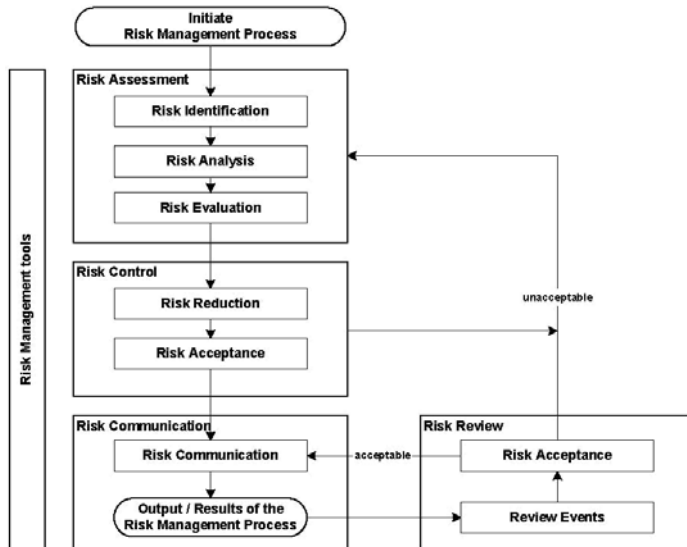 Initiate
Risk Management Process
Risk Management tools
Risk Assessment
Risk Identification
Risk Analysis
Risk Evaluation
Risk Control
Risk Reduction
Risk Acceptance
unacceptable
Risk Communication
Risk Communication
Output / Results of the
Risk Management Process
Risk Review
acceptable
Risk Acceptance
Review Events